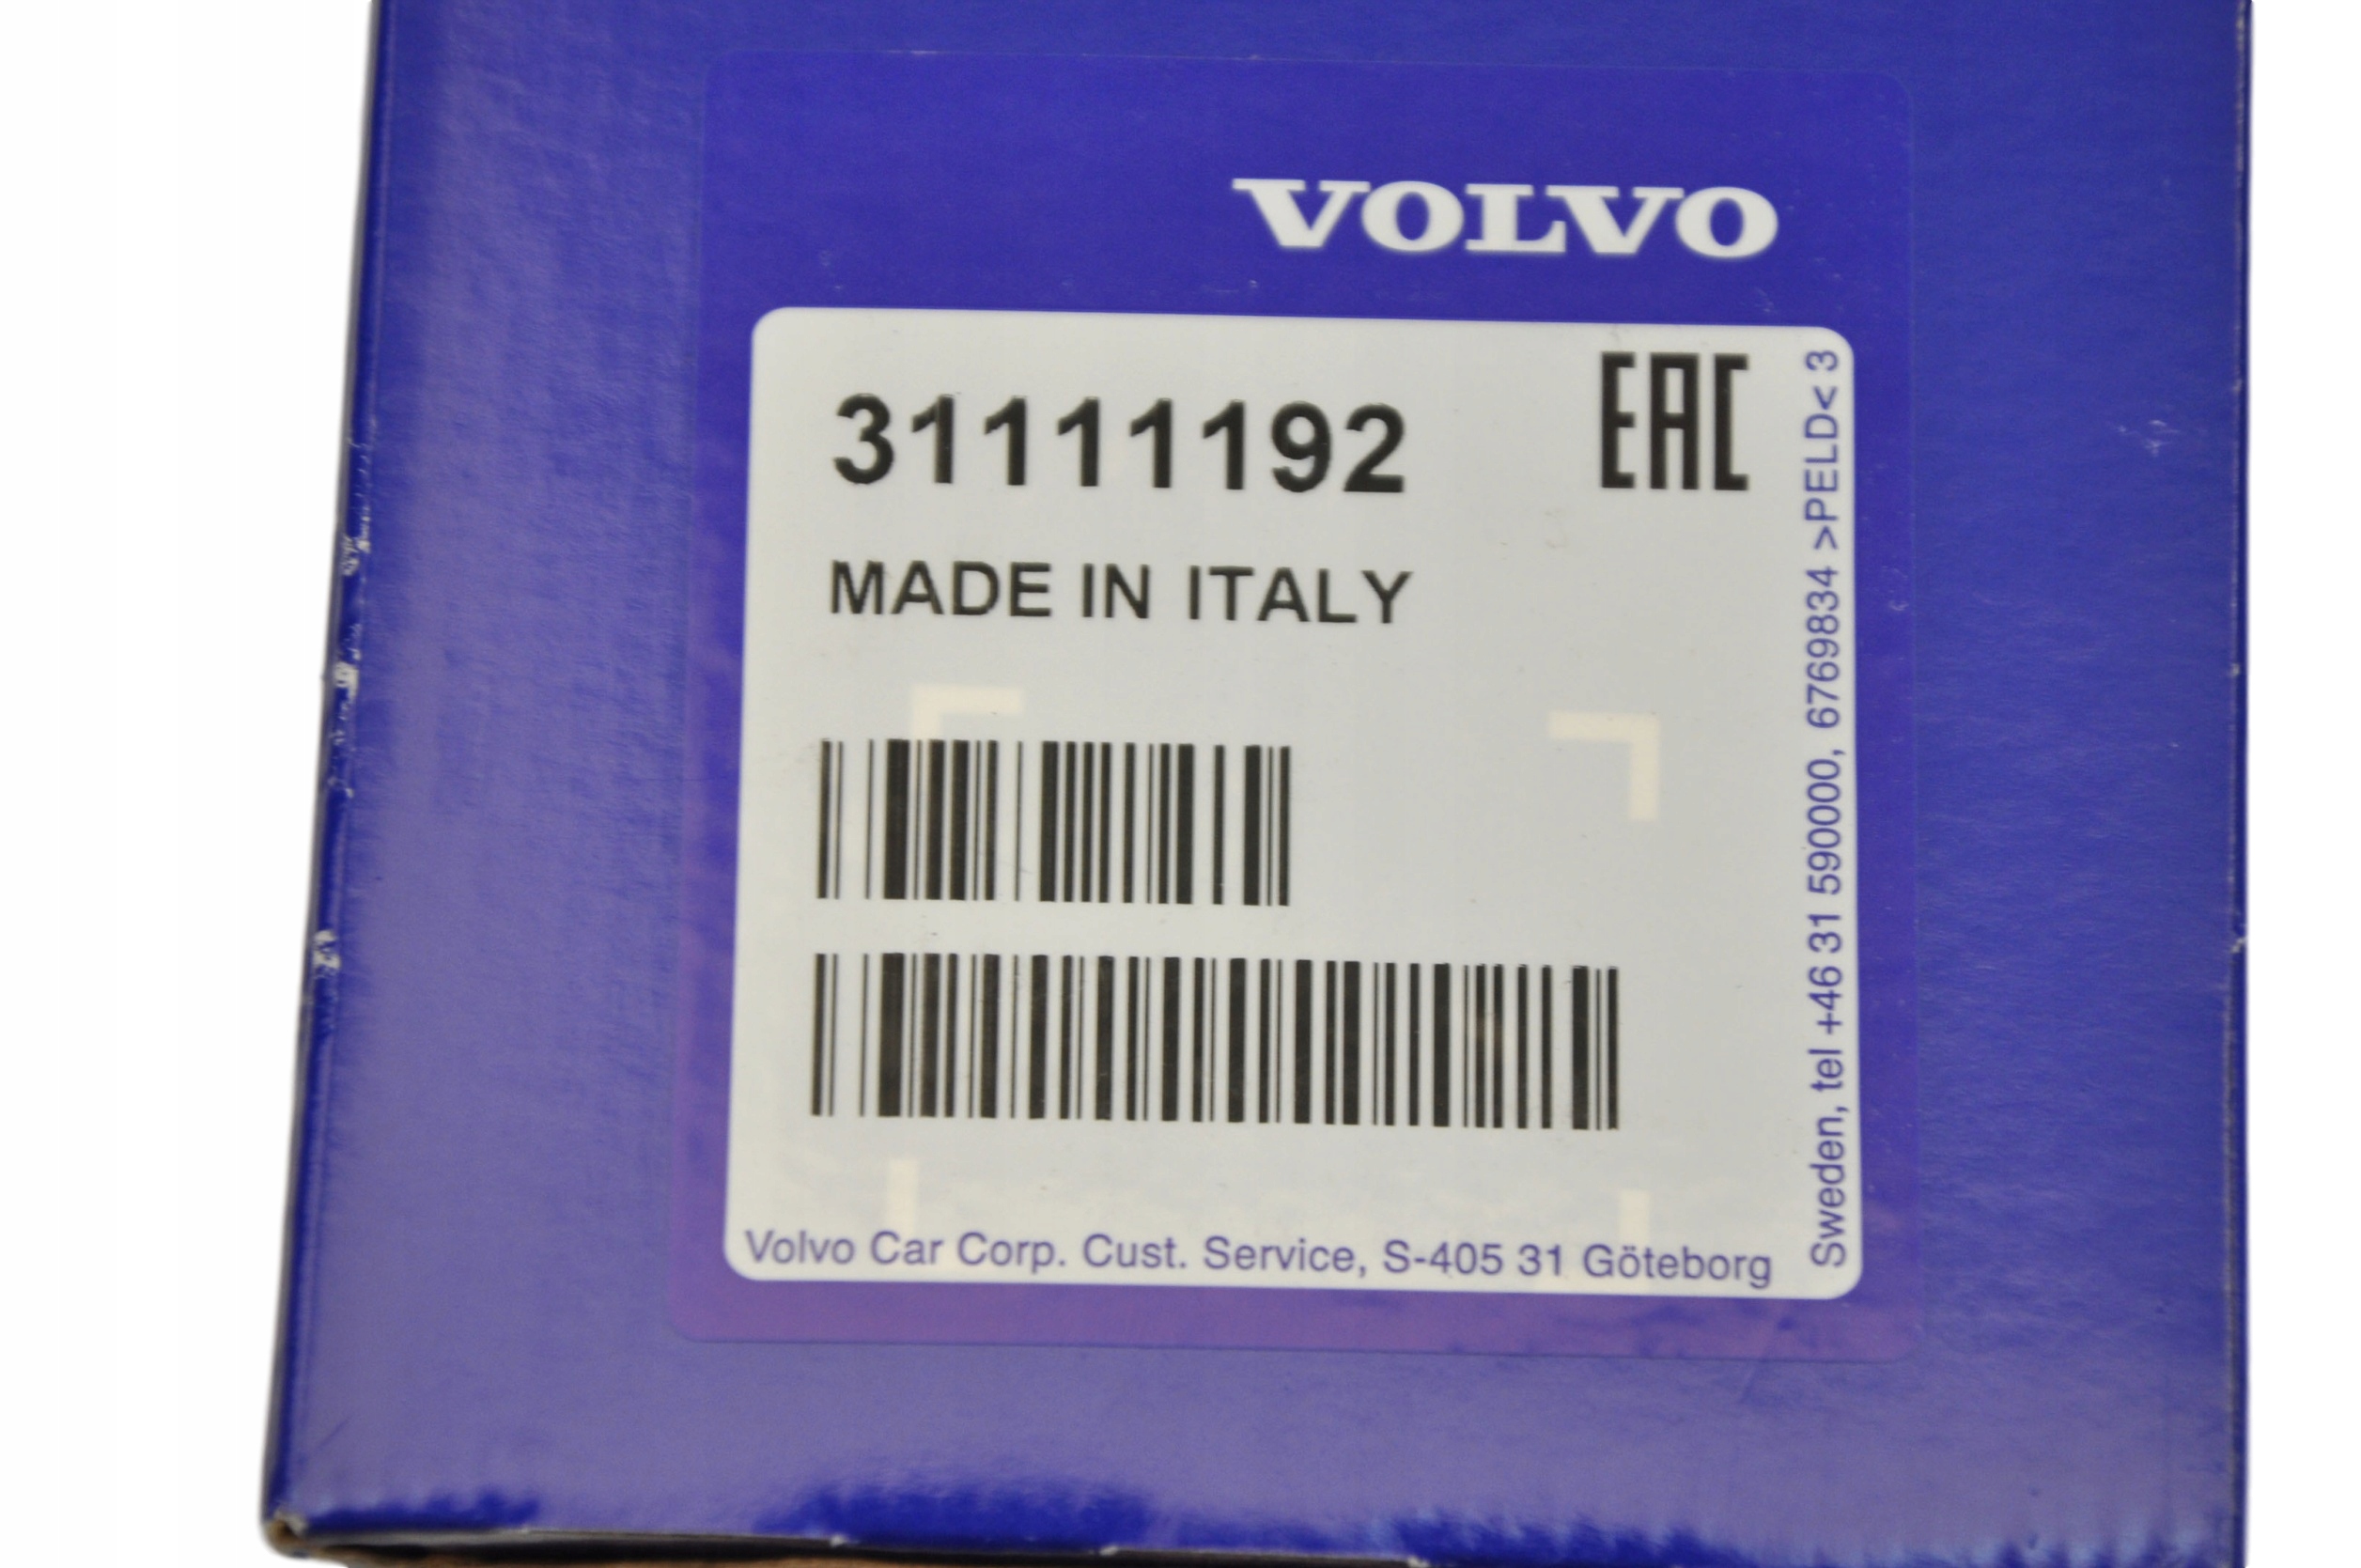 VOLVO
31111192
EAC
MADE IN ITALY
Volvo Car Corp. Cust. Service, S-405 31 Göteborg
Sweden, tel +46 31 590000, 6769834 >PELD< 3